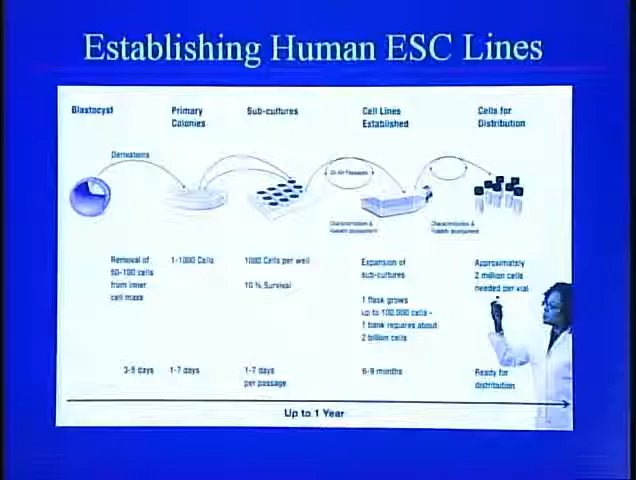 Establishing Human ESC Lines
Blastocyst
Primary
Colonies
Sub-cultures
Cell Lines
Established
Cells for
Distribution
Derivations
Characterization &
Characterization &
Removal of
50-100 cells
from inner
cell mass
1-1000 Cells
1000 Cells per well
10 % Survival
Expansion of
sub-cultures
1 flask grows
up to 100,000 cells -
1 bank requires about
2 billion cells
Approximately
2 million cells
needed per vial
3-5 days
1-7 days
1-7 days
per passage
6-9 months
Ready for
distribution
Up to 1 Year